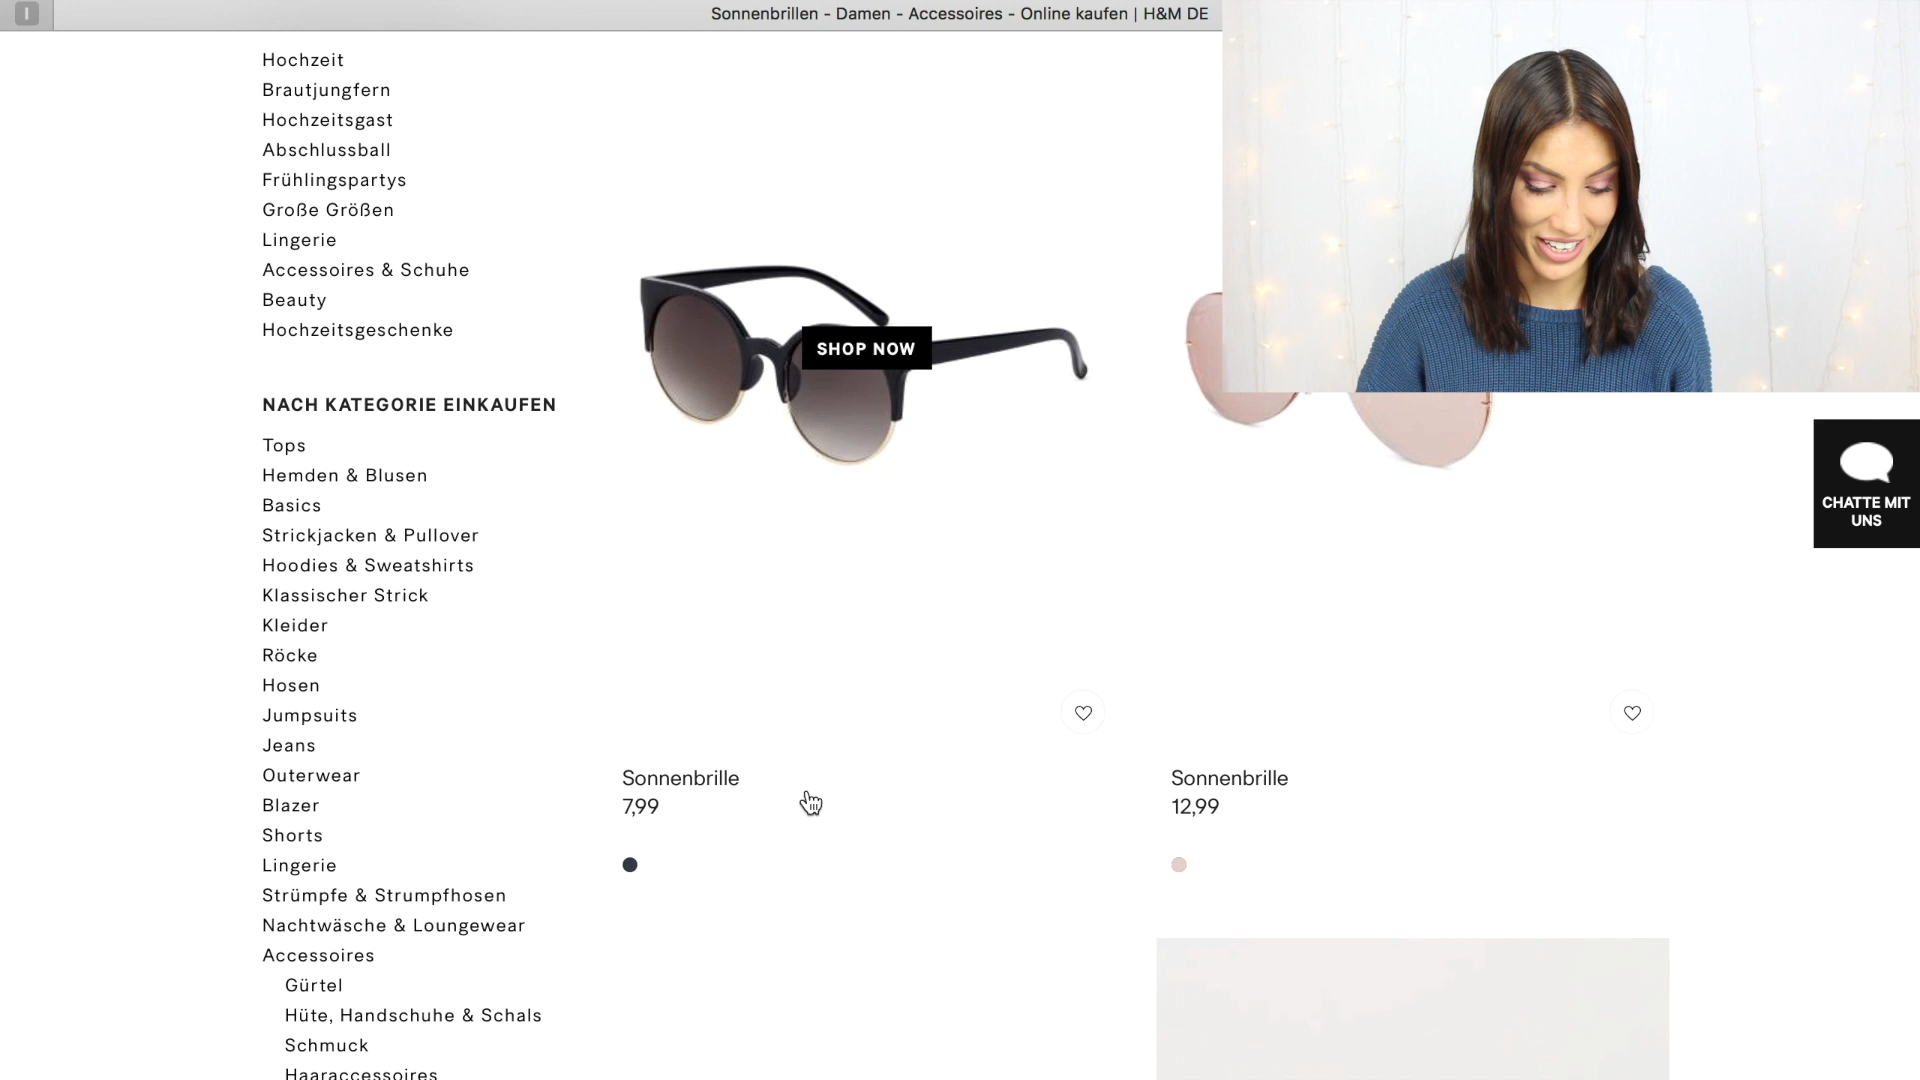 I
Sonnenbrillen - Damen - Accessoires - Online kaufen | H&M DE
Hochzeit
Brautjungfern
Hochzeitsgast
Abschlussball
Frühlingspartys
Große Größen
Lingerie
Accessoires & Schuhe
Beauty
Hochzeitsgeschenke
NACH KATEGORIE EINKAUFEN
Tops
Hemden & Blusen
Basics
Strickjacken & Pullover
Hoodies & Sweatshirts
Klassischer Strick
Kleider
Röcke
Hosen
Jumpsuits
Jeans
Outerwear
Blazer
Shorts
Lingerie
Strümpfe & Strumpfhosen
Nachtwäsche & Loungewear
Accessoires
Gürtel
Hüte, Handschuhe & Schals
Schmuck
Haaraccessoires
SHOP NOW
Sonnenbrille
7,99
Sonnenbrille
12,99
CHATTE MIT
UNS